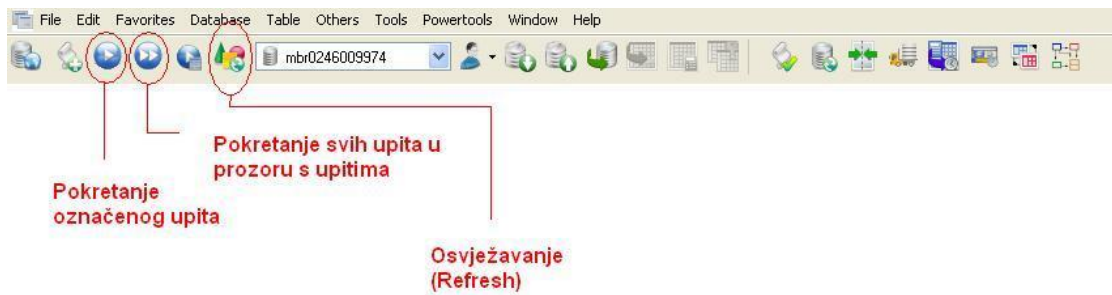 File Edit Favorites Database Table Others Tools Powertools Window Help
mbr0246009974
Pokretanje svih upita u
prozoru s upitima
Pokretanje
označenog upita
Osvježavanje
(Refresh)